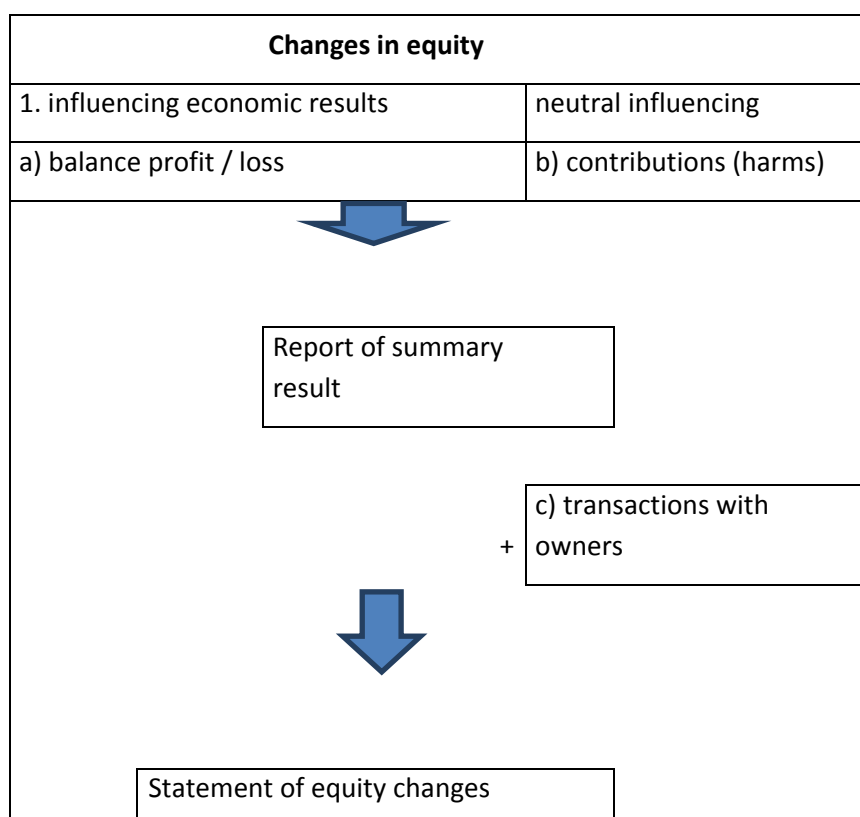 Changes in equity
1. influencing economic results
neutral influencing
a) balance profit / loss
b) contributions (harms)
Report of summary
result
c) transactions with
+ owners
Statement of equity changes